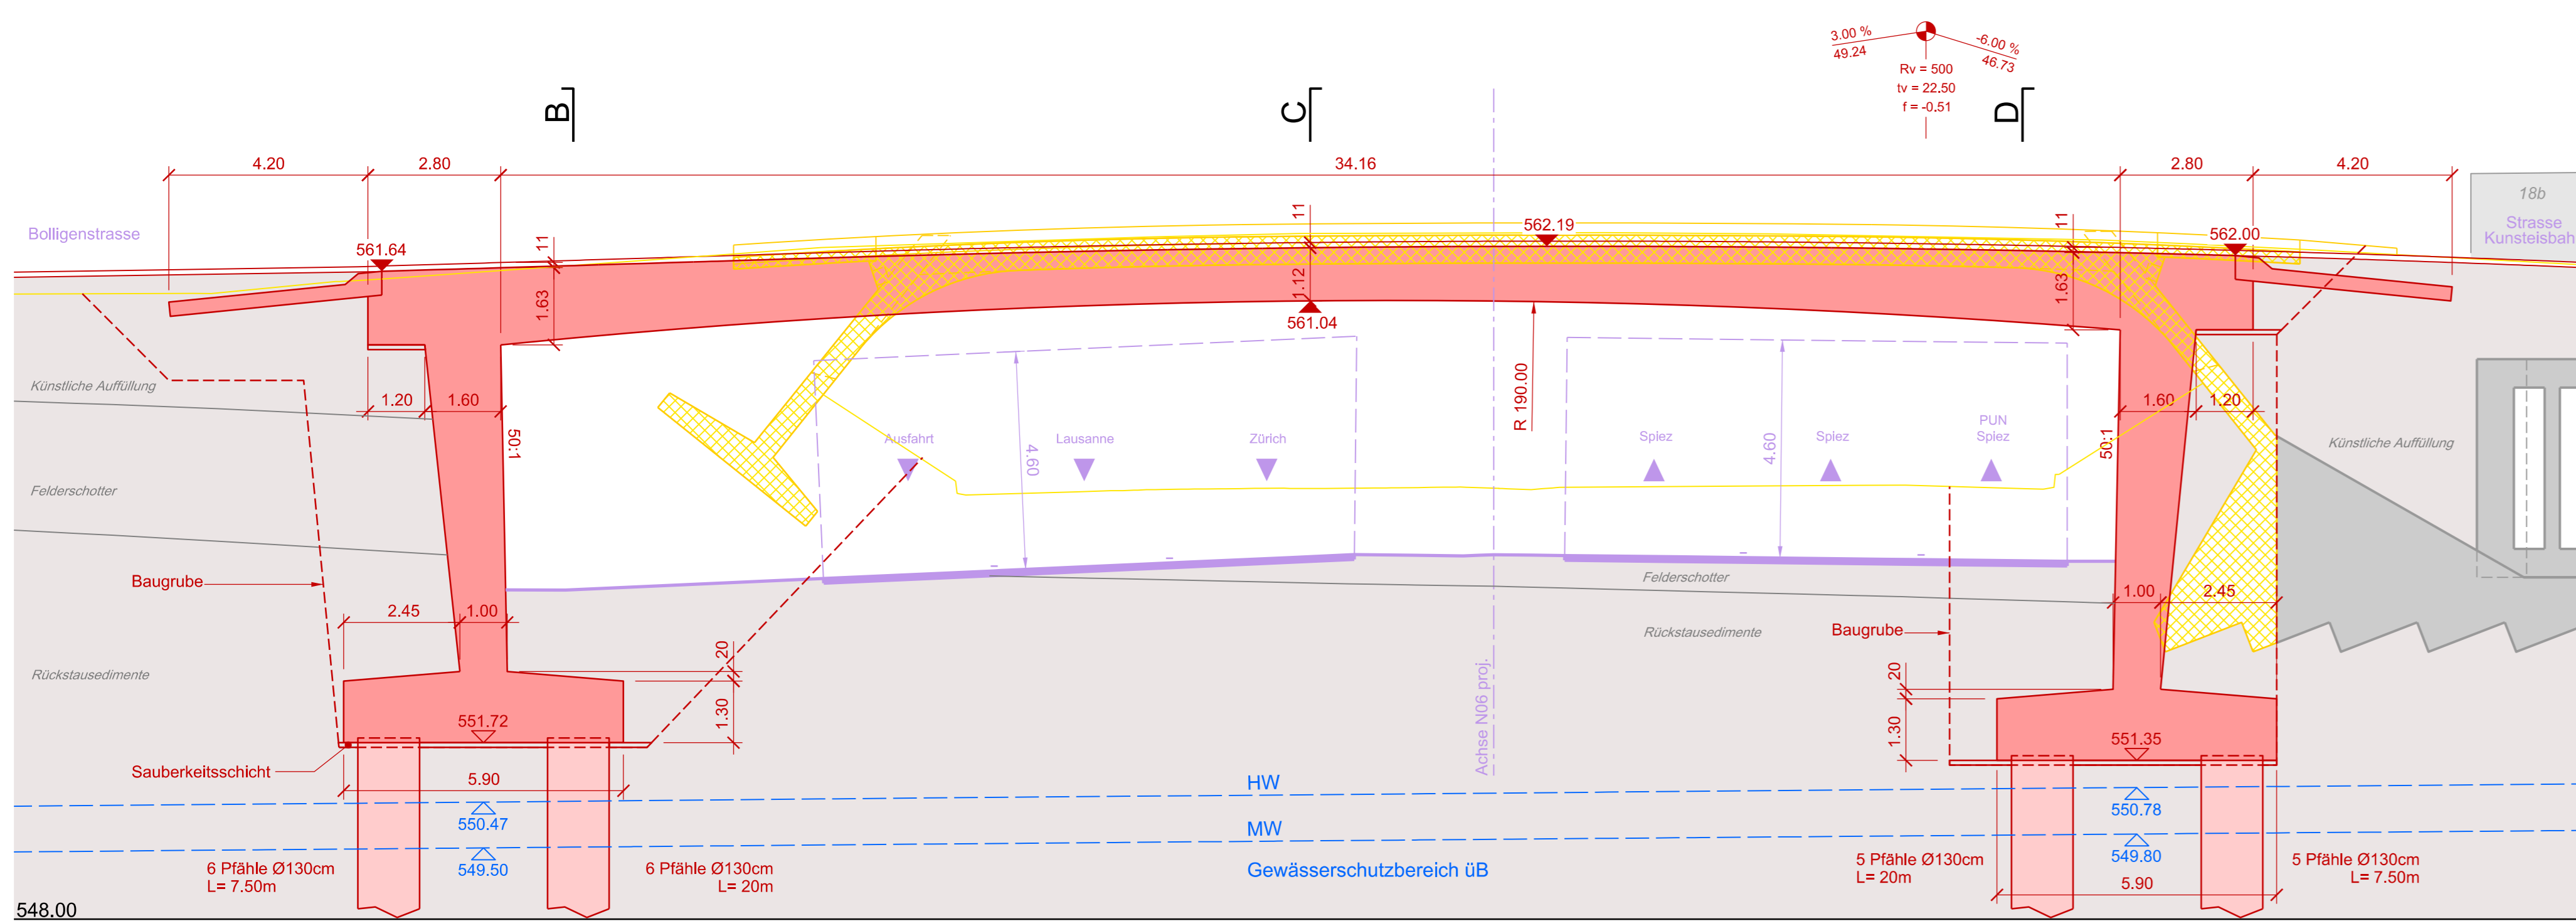 3.00 %
49.24
-6.00 %
46.73
Rv = 500
tv = 22.50
f = -0.51
B
C
D
4.20
2.80
34.16
2.80
4.20
18b
Strasse
Kunsteisbah
Bolligenstrasse
561.64
11
11
562.19
11
562.00
1.63
1.12
561.04
1.63
R 190.00
Künstliche Auffüllung
1.20
1.60
50:1
Ausfahrt
Lausanne
Zürich
4.60
Spiez
Spiez
PUN
Spiez
4.60
1.60
1.20
50:1
Künstliche Auffüllung
Felderschotter
Baugrube
2.45
1.00
Felderschotter
1.00
2.45
Rückstausedimente
Baugrube
Rückstausedimente
20
1.30
551.72
Achse N06 proj.
20
1.30
551.35
Sauberkeitsschicht
5.90
HW
550.47
550.78
MW
549.50
549.80
Gewässerschutzbereich üB
6 Pfähle Ø130cm
L= 7.50m
6 Pfähle Ø130cm
L= 20m
5 Pfähle Ø130cm
L= 20m
5 Pfähle Ø130cm
L= 7.50m
5.90
548.00